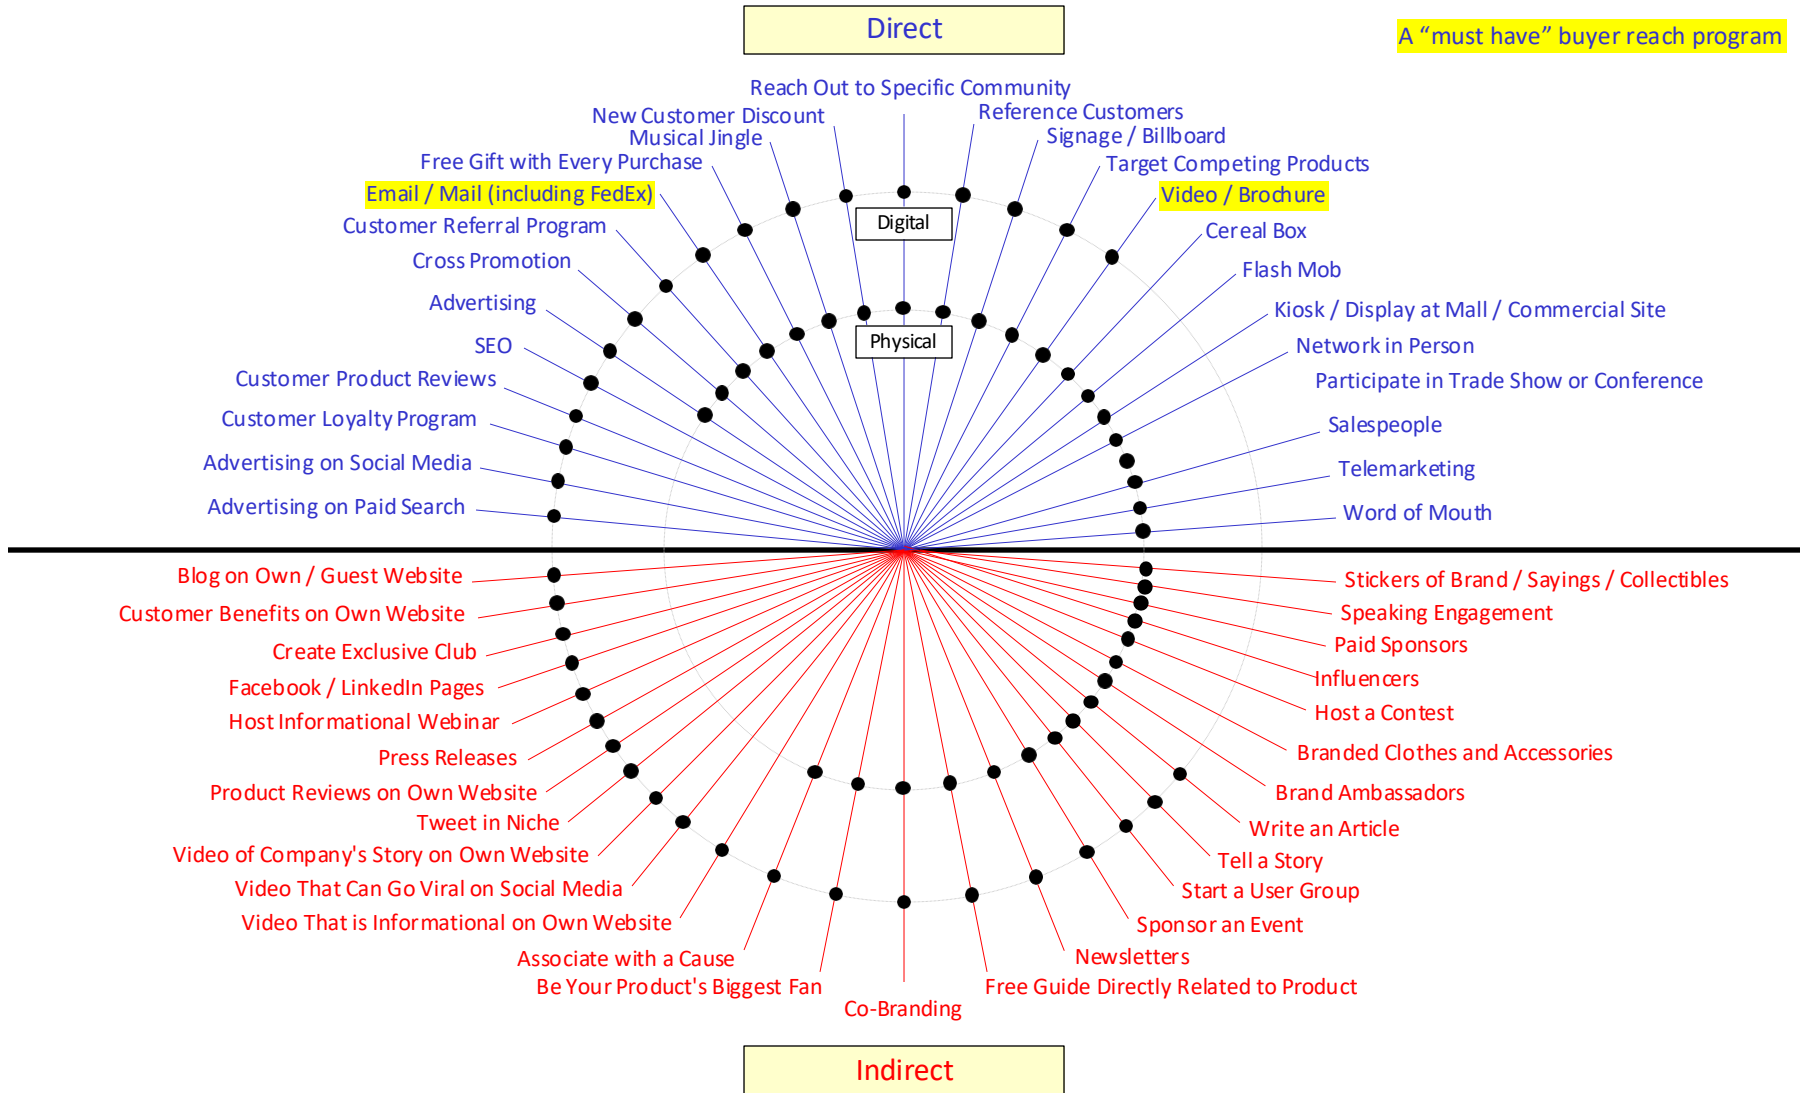 Direct
A “must have” buyer reach program
Reach Out to Specific Community
New Customer Discount
Reference Customers
Musical Jingle
Signage / Billboard
Free Gift with Every Purchase
Target Competing Products
Email / Mail (including FedEx)
Video / Brochure
Digital
Customer Referral Program
Cereal Box
Cross Promotion
Flash Mob
Advertising
Kiosk / Display at Mall / Commercial Site
Physical
SEO
Network in Person
Customer Product Reviews
Participate in Trade Show or Conference
Customer Loyalty Program
Salespeople
Advertising on Social Media
Telemarketing
Advertising on Paid Search
Word of Mouth
Blog on Own / Guest Website
Stickers of Brand / Sayings / Collectibles
Customer Benefits on Own Website
Speaking Engagement
Create Exclusive Club
Paid Sponsors
Facebook / LinkedIn Pages
Influencers
Host Informational Webinar
Host a Contest
Press Releases
Branded Clothes and Accessories
Product Reviews on Own Website
Brand Ambassadors
Tweet in Niche
Write an Article
Video of Company's Story on Own Website
Tell a Story
Video That Can Go Viral on Social Media
Start a User Group
Video That is Informational on Own Website
Sponsor an Event
Associate with a Cause
Newsletters
Be Your Product's Biggest Fan
Free Guide Directly Related to Product
Co-Branding
Indirect